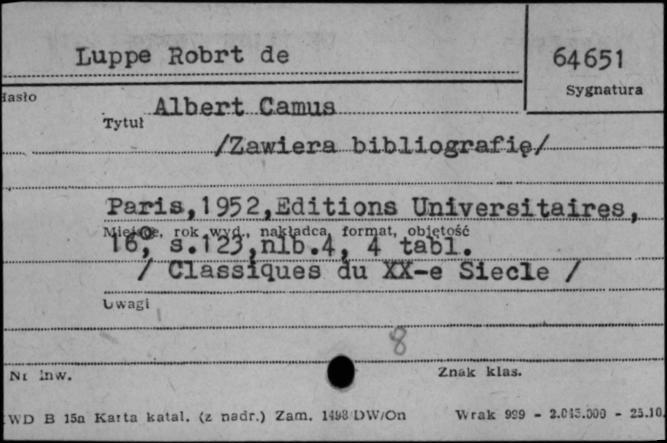 Luppe Robrt de
64651
Sygnatura
Hasło
Albert Camus
Tytuł
/Zawiera bibliografię/
Paris,1952,Editions Universitaires,
Miejsce, rok wyd., nakładca, format, objętość
16°, s.123,nlb.4, 4 tabl.
/ Classiques du XX-e Siecle /
Uwagi
8
Nr inw.
Znak klas.
WD B 15a Karta katal. (z nadr.) Zam. 1498/DW/On Wrak 999 - 2.013.000 - 25.10.